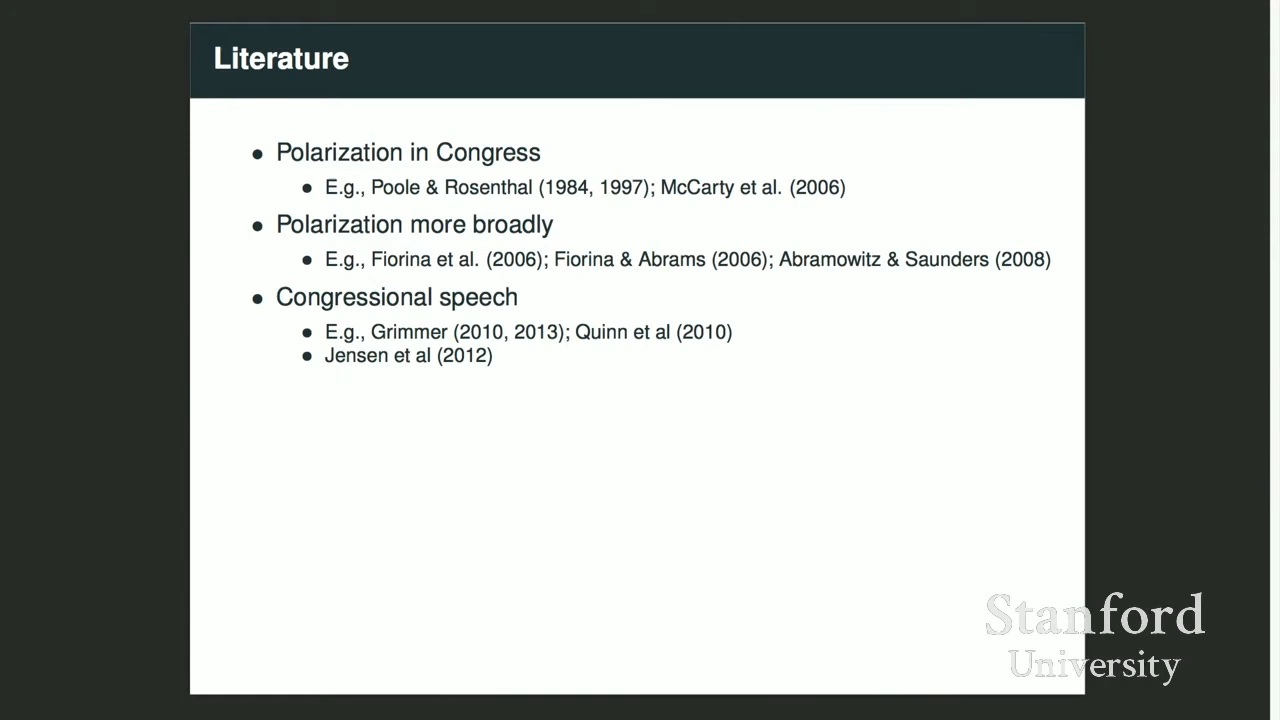 Literature
• Polarization in Congress
• E.g., Poole & Rosenthal (1984, 1997); McCarty et al. (2006)
• Polarization more broadly
• E.g., Fiorina et al. (2006); Fiorina & Abrams (2006); Abramowitz & Saunders (2008)
• Congressional speech
• E.g., Grimmer (2010, 2013); Quinn et al (2010)
• Jensen et al (2012)
Stanford
University